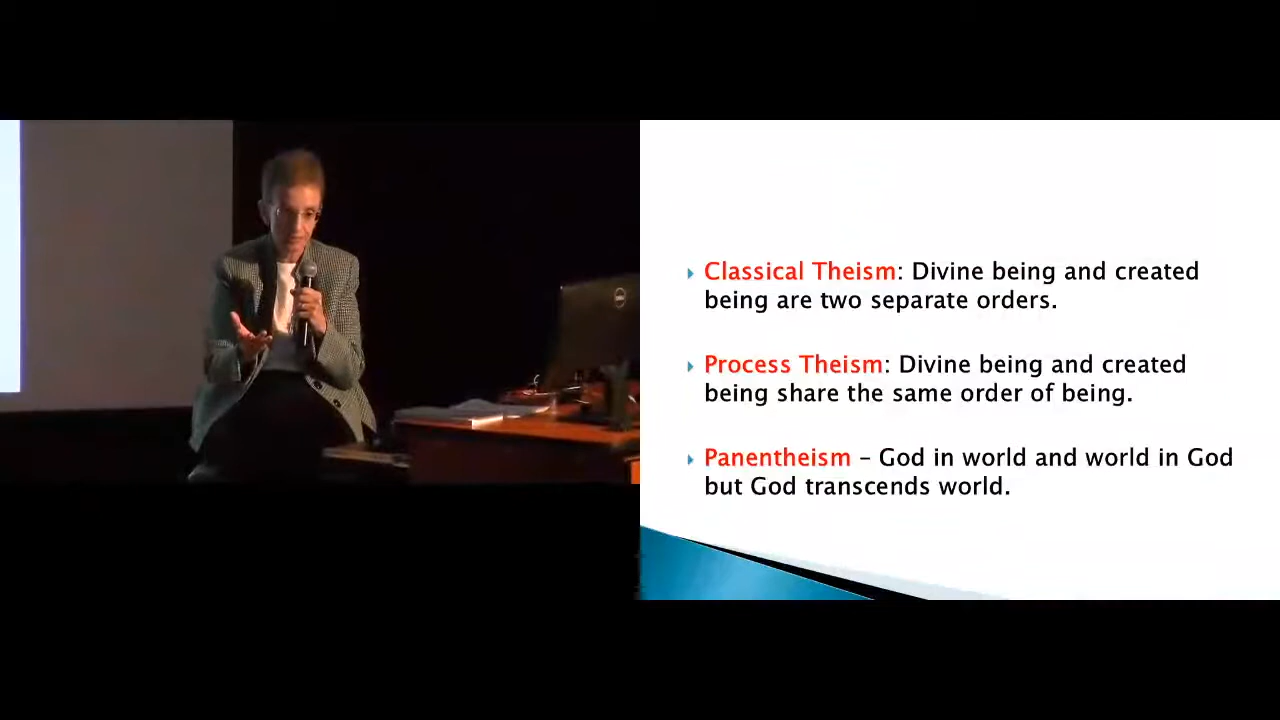 Classical Theism: Divine being and created
being are two separate orders.
Process Theism: Divine being and created
being share the same order of being.
Panentheism – God in world and world in God
but God transcends world.